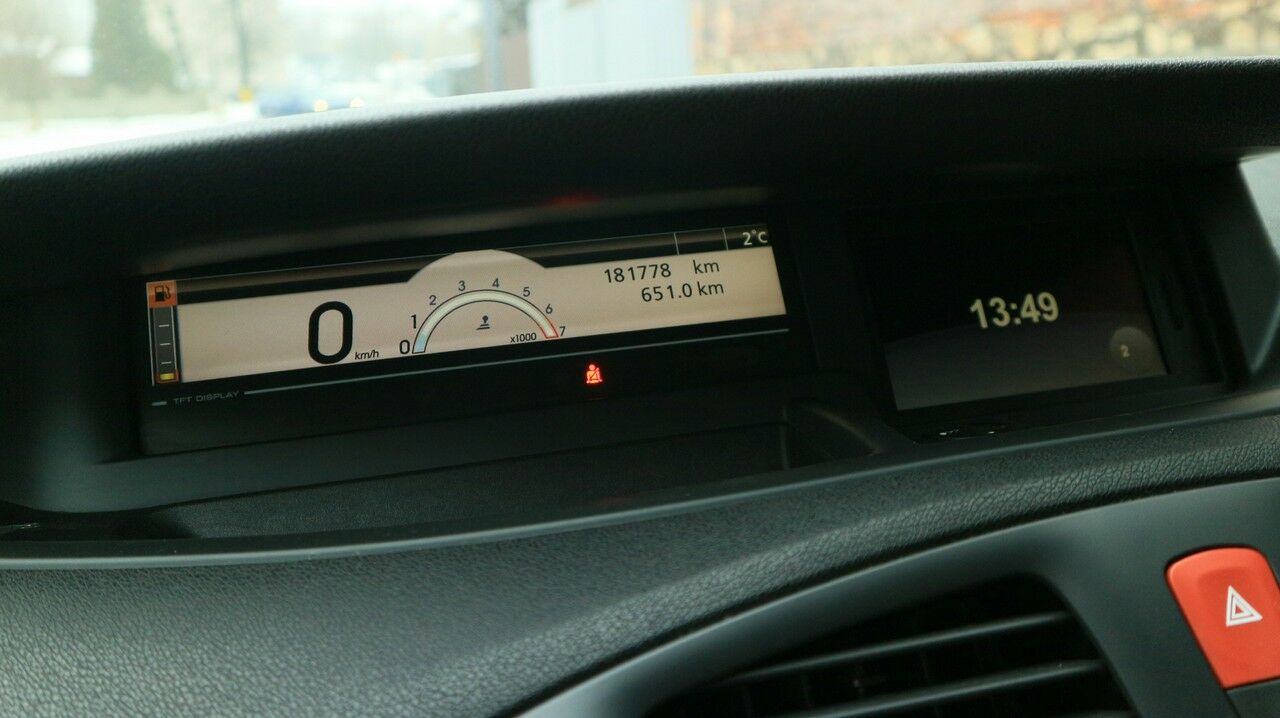 2°C
181778 km
651.0 km
0 km/h
0 1 2 3 4 5 6 7
x1000
TFT DISPLAY
13:49
2